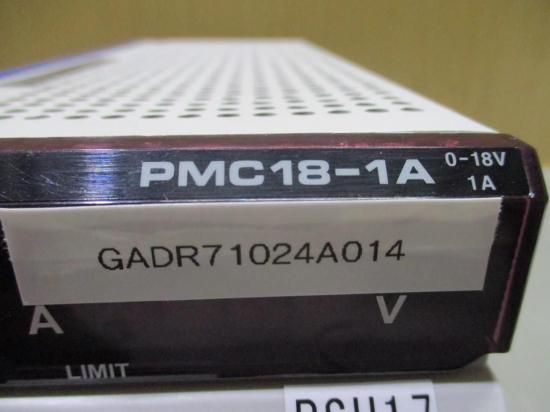 PMC18-1A 0-18V
1A
GADR71024A014
A V
LIMIT